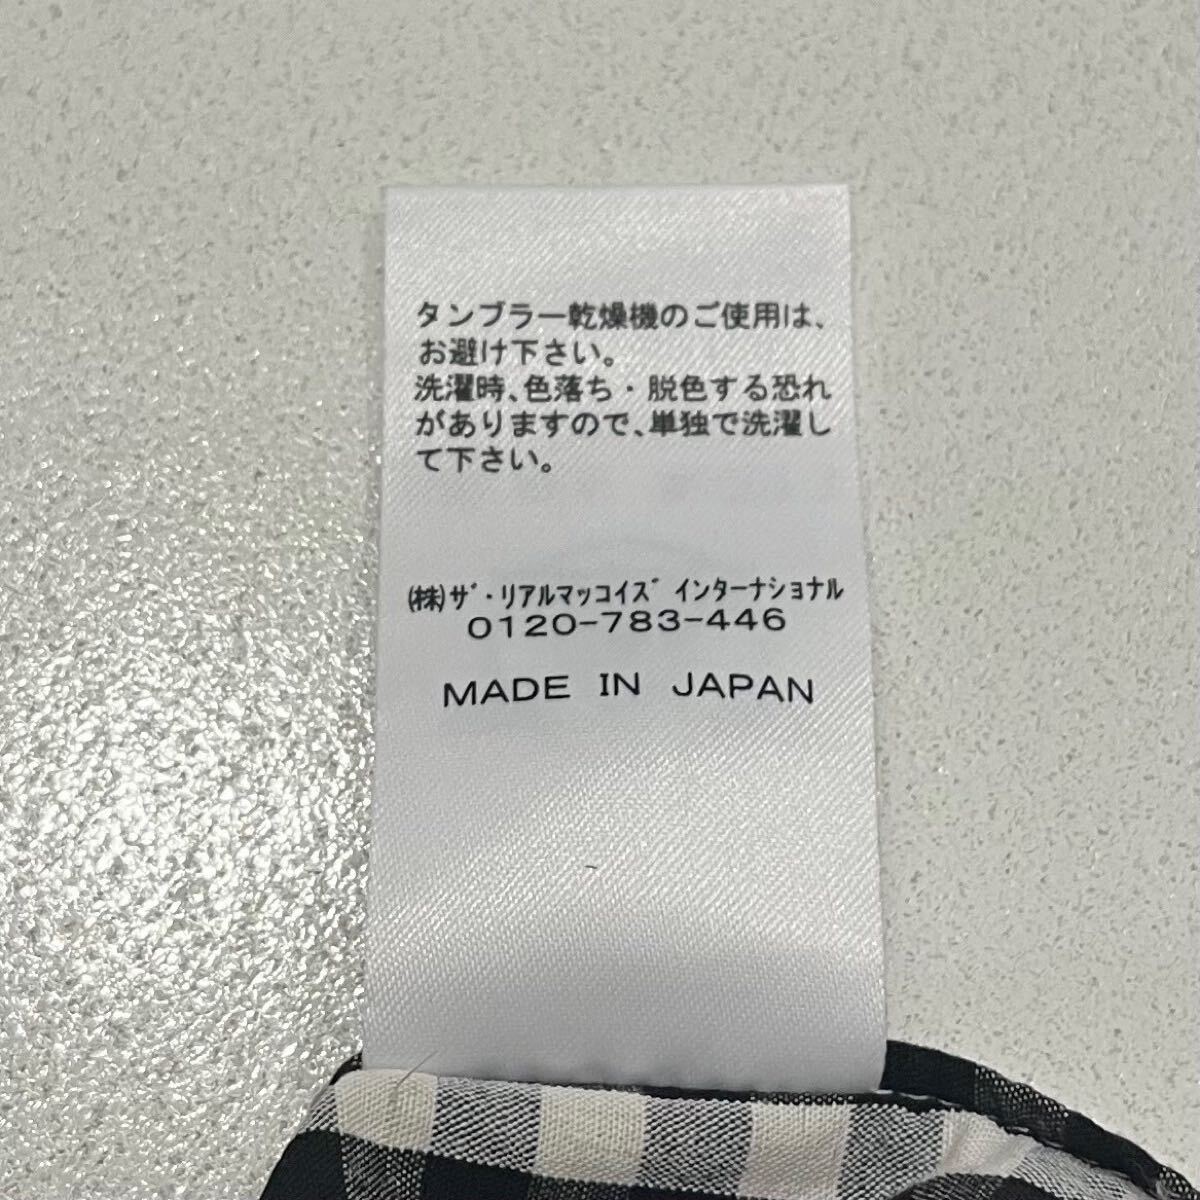 タンブラー乾燥機のご使用は、
お避け下さい。
洗濯時、色落ち・脱色する恐れ
がありますので、単独で洗濯し
て下さい。
㈱ｻﾞ・ﾘｱﾙﾏｯｺｲｽﾞ ｲﾝﾀｰﾅｼｮﾅﾙ
0120-783-446
MADE IN JAPAN